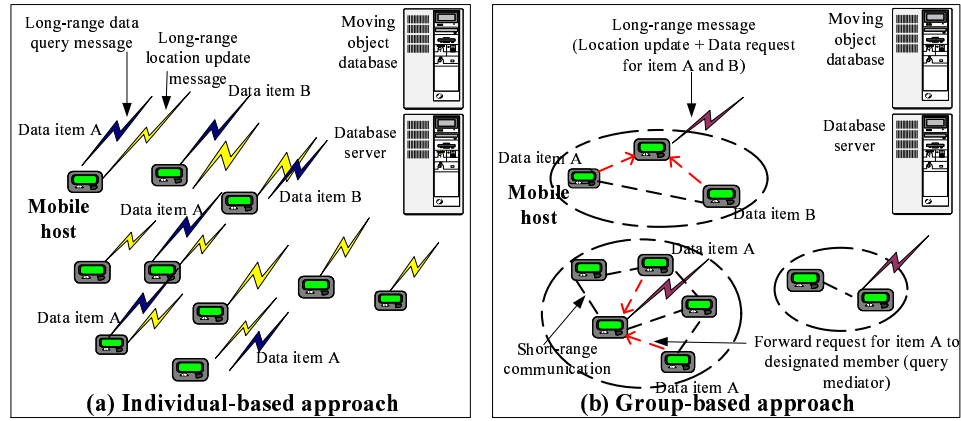 Long-range data
query message
Long-range
location update
message
Moving
object
database
Data item B
Data item A
Database
server
Data item B
Mobile
host
Data item A
Data item A
Data item A
(a) Individual-based approach
Long-range message
(Location update + Data request
for item A and B)
Moving
object
database
Database
server
Data item A
Mobile
host
Data item B
Data item A
Short-range
communication
Forward request for item A to
designated member (query
mediator)
Data item A
(b) Group-based approach